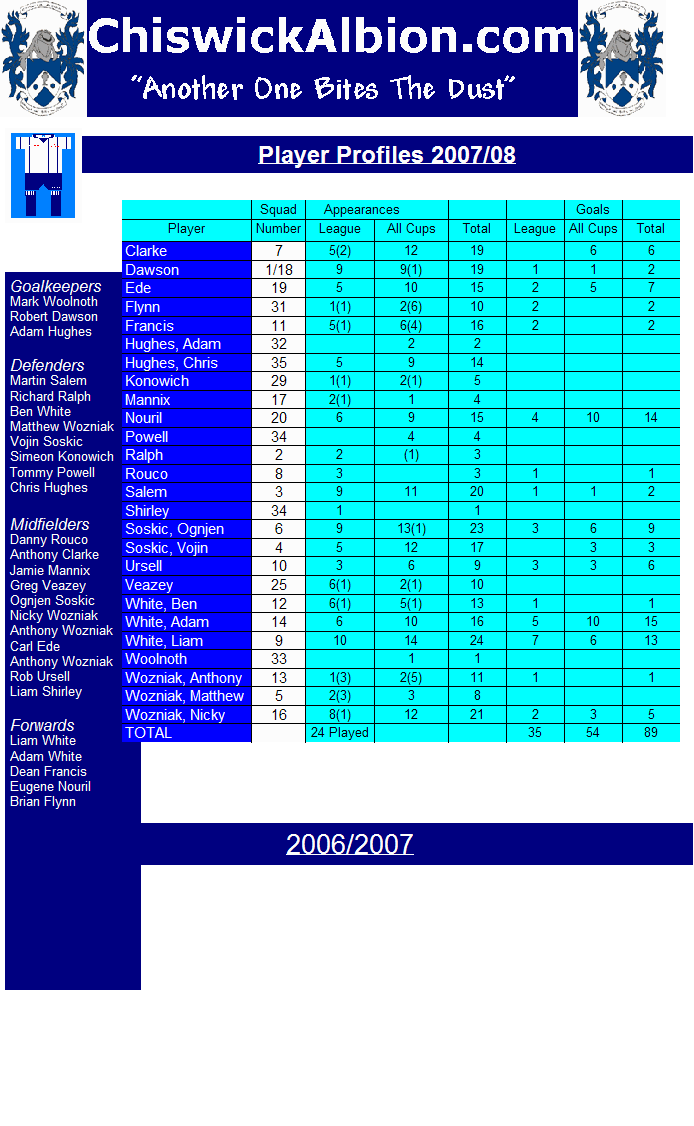 ChiswickAlbion.com
"Another One Bites The Dust"
Player Profiles 2007/08
Goalkeepers
Mark Woolnoth
Robert Dawson
Adam Hughes
Defenders
Martin Salem
Richard Ralph
Ben White
Matthew Wozniak
Vojin Soskic
Simeon Konowich
Tommy Powell
Chris Hughes
Midfielders
Danny Rouco
Anthony Clarke
Jamie Mannix
Greg Veazey
Ognjen Soskic
Nicky Wozniak
Anthony Wozniak
Carl Ede
Anthony Wozniak
Rob Ursell
Liam Shirley
Forwards
Liam White
Adam White
Dean Francis
Eugene Nouril
Brian Flynn
Squad Appearances Goals
Player Number League All Cups Total League All Cups Total
Clarke 7 5(2) 12 19 6 6
Dawson 1/18 9 9(1) 19 1 1 2
Ede 19 5 10 15 2 5 7
Flynn 31 1(1) 2(6) 10 2 2
Francis 11 5(1) 6(4) 16 2 2
Hughes, Adam 32 2 2
Hughes, Chris 35 5 9 14
Konowich 29 1(1) 2(1) 5
Mannix 17 2(1) 1 4
Nouril 20 6 9 15 4 10 14
Powell 34 4 4
Ralph 2 2 (1) 3
Rouco 8 3 3 1 1
Salem 3 9 11 20 1 1 2
Shirley 34 1 1
Soskic, Ognjen 6 9 13(1) 23 3 6 9
Soskic, Vojin 4 5 12 17 3 3
Ursell 10 3 6 9 3 3 6
Veazey 25 6(1) 2(1) 10
White, Ben 12 6(1) 5(1) 13 1 1
White, Adam 14 6 10 16 5 10 15
White, Liam 9 10 14 24 7 6 13
Woolnoth 33 1 1
Wozniak, Anthony 13 1(3) 2(5) 11 1 1
Wozniak, Matthew 5 2(3) 3 8
Wozniak, Nicky 16 8(1) 12 21 2 3 5
TOTAL 24 Played 35 54 89
2006/2007